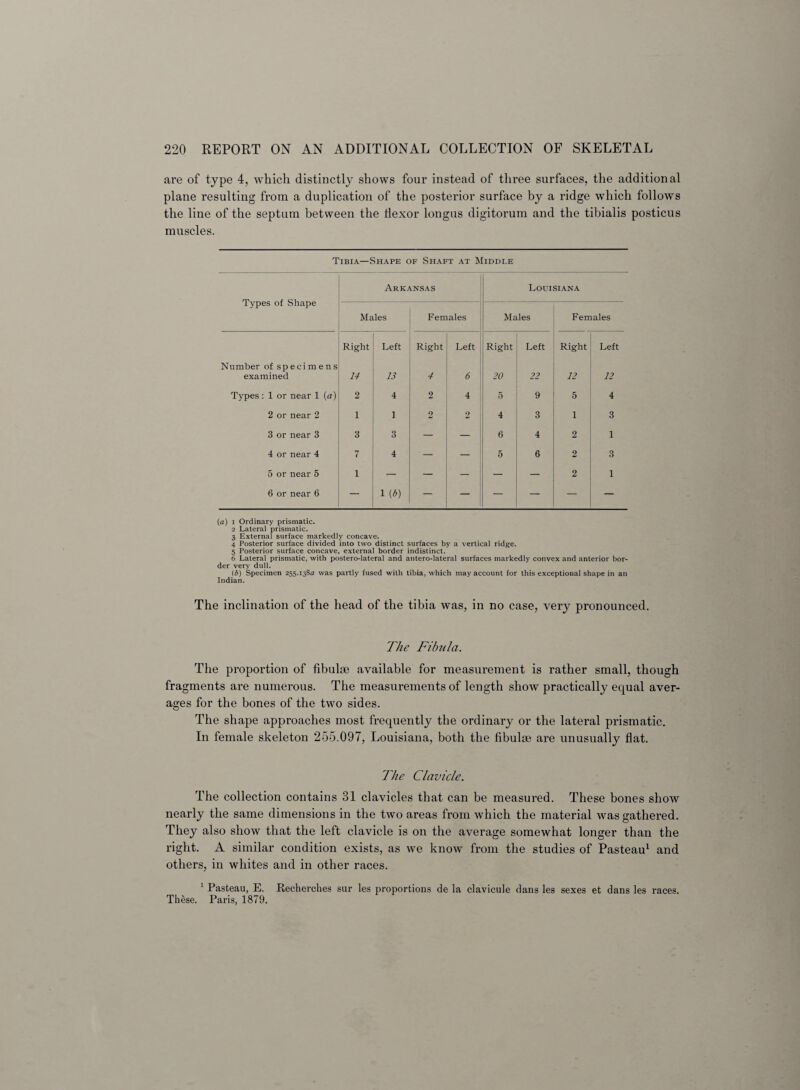 220 REPORT ON AN ADDITIONAL COLLECTION OF SKELETAL
are of type 4, which distinctly shows four instead of three surfaces, the additional
plane resulting from a duplication of the posterior surface by a ridge which follows
the line of the septum between the flexor longus digitorum and the tibialis posticus
muscles.
Tibia—Shape of Shaft at Middle
Types of Shape Arkansas Louisiana
Males Females Males Females
Right Left Right Left Right Left Right Left
Number of specimens
examined 14 13 4 6 20 22 12 12
Types: 1 or near 1 (a) 2 4 2 4 5 9 5 4
2 or near 2 1 1 2 2 4 3 1 3
3 or near 3 3 3 — — 6 4 2 1
4 or near 4 7 4 — — 5 6 2 3
5 or near 5 1 — — — — — 2 1
6 or near 6 — 1 (b) — — — — — —
(a) 1 Ordinary prismatic.
2 Lateral prismatic.
3 External surface markedly concave.
4 Posterior surface divided into two distinct surfaces by a vertical ridge.
5 Posterior surface concave, external border indistinct.
6 Lateral prismatic, with postero-lateral and antero-lateral surfaces markedly convex and anterior bor-
der very dull.
(b) Specimen 255.138a was partly fused with tibia, which may account for this exceptional shape in an
Indian.
The inclination of the head of the tibia was, in no case, very pronounced.
The Fibula.
The proportion of fibulæ available for measurement is rather small, though
fragments are numerous. The measurements of length show practically equal aver-
ages for the bones of the two sides.
The shape approaches most frequently the ordinary or the lateral prismatic.
In female skeleton 255.097, Louisiana, both the fibulæ are unusually flat.
The Clavicle.
The collection contains 31 clavicles that can be measured. These bones show
nearly the same dimensions in the two areas from which the material was gathered.
They also show that the left clavicle is on the average somewhat longer than the
right. A similar condition exists, as we know from the studies of Pasteau¹ and
others, in whites and in other races.
¹ Pasteau, E. Recherches sur les proportions de la clavicule dans les sexes et dans les races.
Thèse. Paris, 1879.